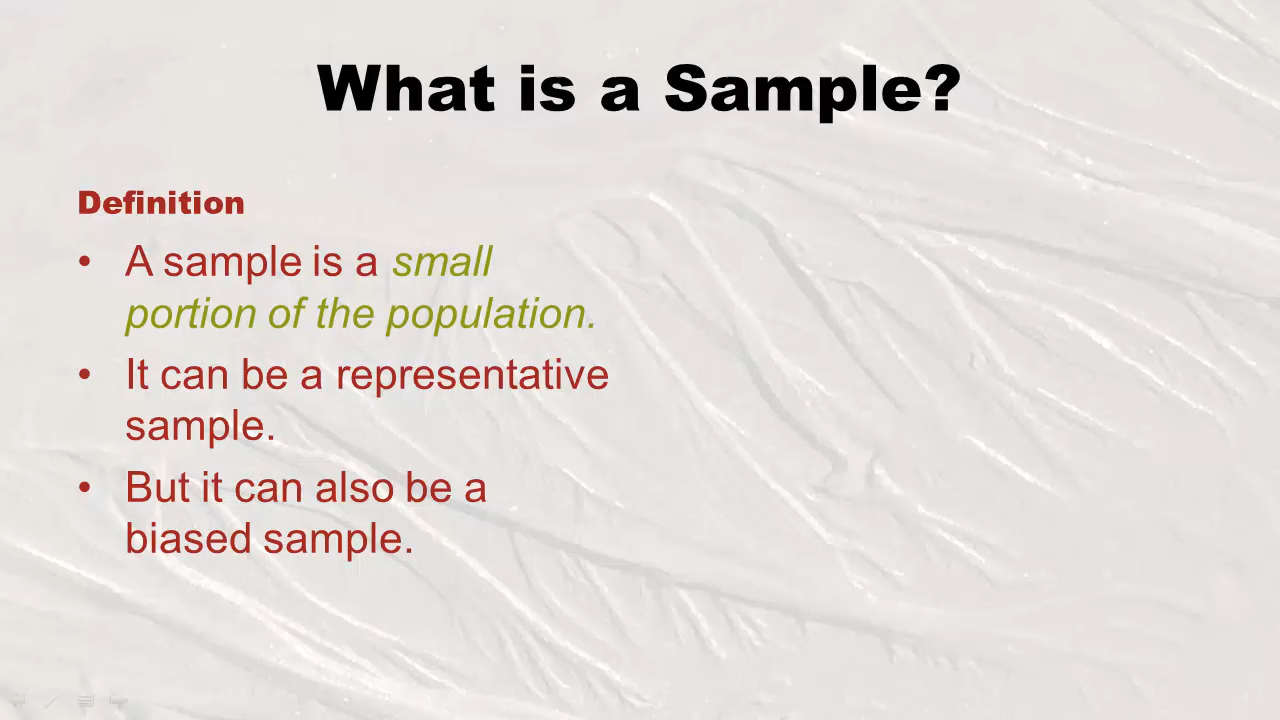 What is a Sample?
Definition
• A sample is a small
portion of the population.
• It can be a representative
sample.
• But it can also be a
biased sample.